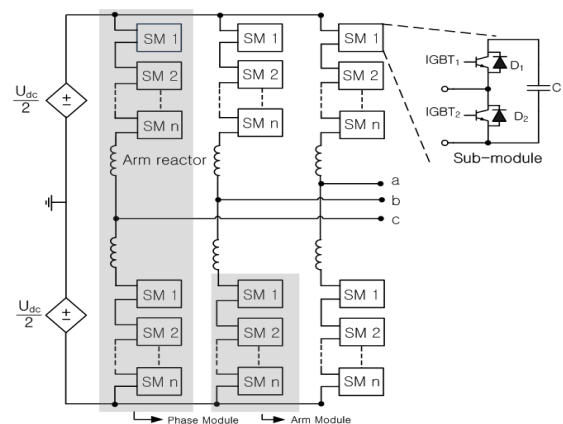 SM 1
SM 1
SM 1
SM 2
SM 2
SM 2
SM n
SM n
SM n
IGBT₁
D₁
C
IGBT₂
D₂
Sub-module
U_dc
2
±
Arm reactor
a
b
c
U_dc
2
±
SM 1
SM 1
SM 1
SM 2
SM 2
SM 2
SM n
SM n
SM n
Phase Module
Arm Module